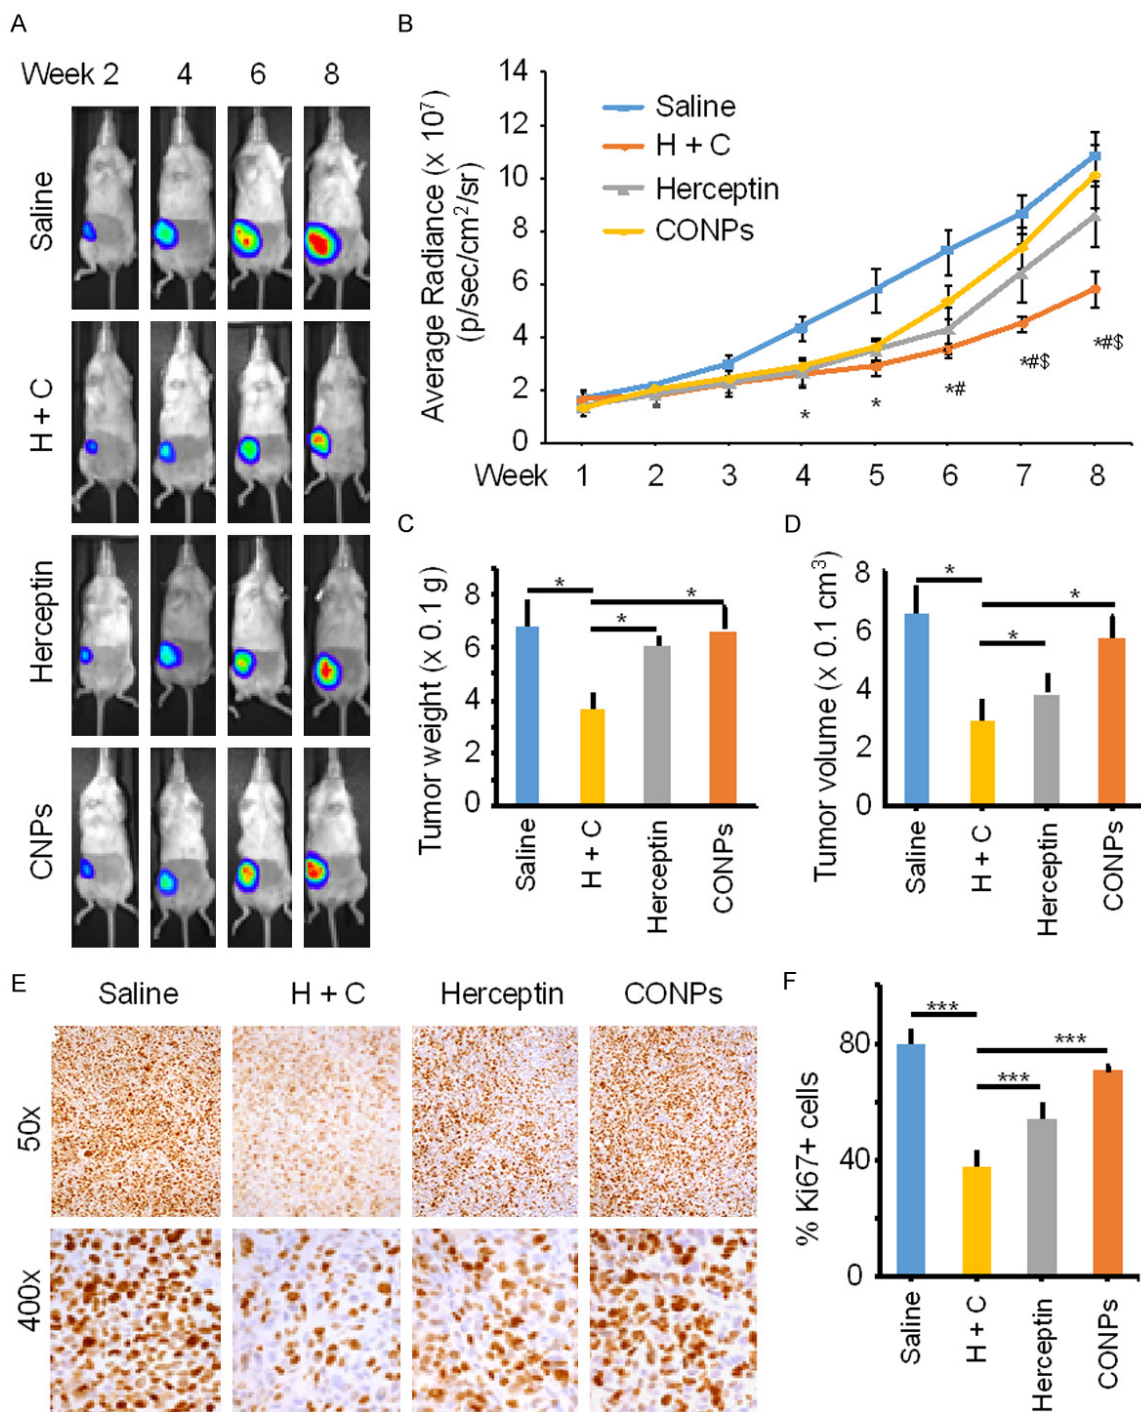 A
Week 2 4 6 8
Saline
H + C
Herceptin
CNPs
B
Average Radiance (x 10⁷)
(p/sec/cm²/sr)
14
12
10
8
6
4
2
0
Saline
H + C
Herceptin
CONPs
*
*
*#
*#$
*#$
Week 1 2 3 4 5 6 7 8
C
Tumor weight (x 0.1 g)
8
6
4
2
0
*
*
*
Saline
H + C
Herceptin
CONPs
D
Tumor volume (x 0.1 cm³)
8
6
4
2
0
*
*
*
Saline
H + C
Herceptin
CONPs
E
Saline H + C Herceptin CONPs
50x
400x
F
% Ki67+ cells
80
40
0
***
***
***
Saline
H + C
Herceptin
CONPs